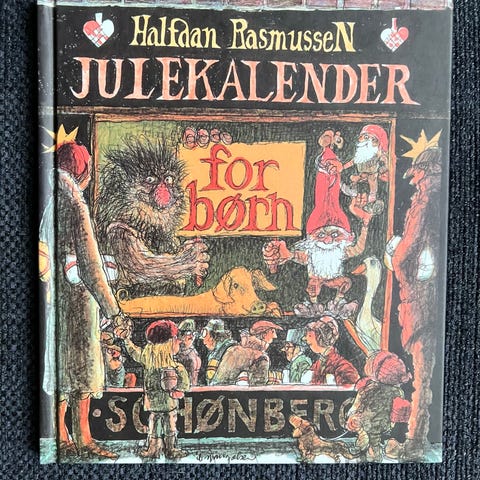 Halfdan Rasmussen
JULEKALENDER
for
børn
·SCHØNBERG